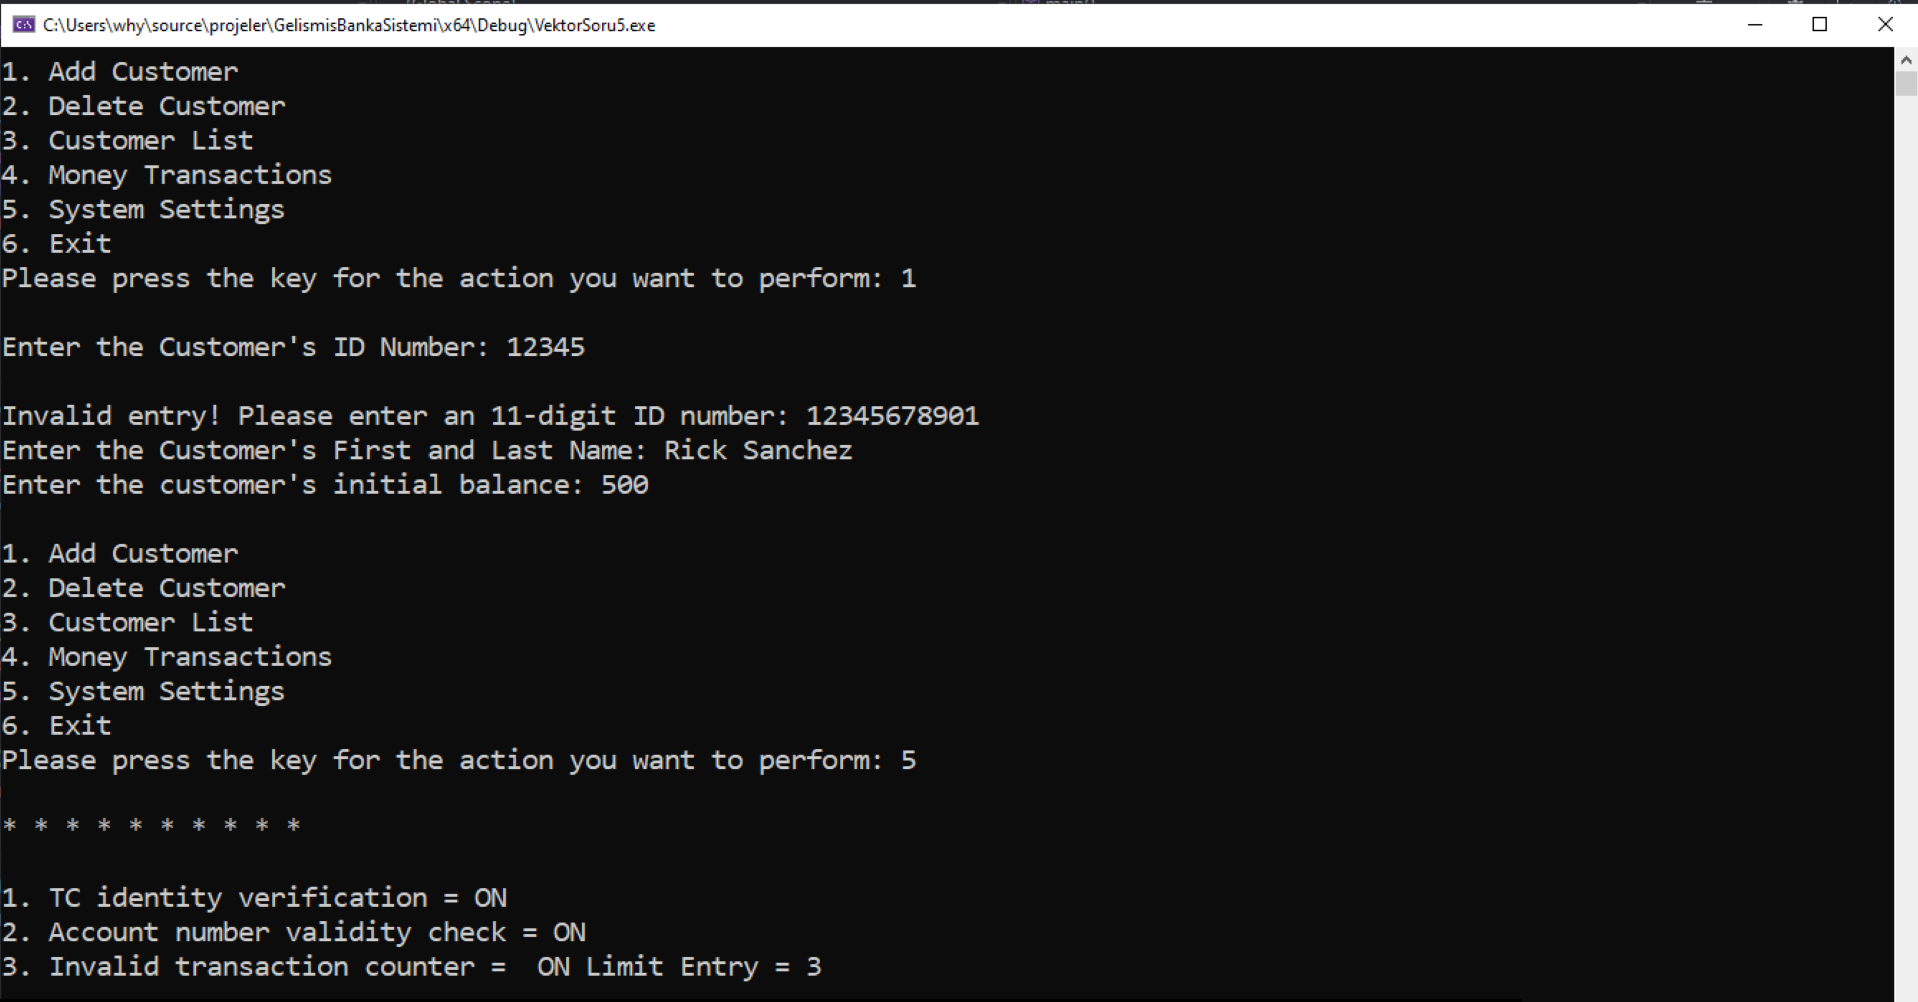 C:\Users\why\source\projeler\GelismisBankaSistemi\x64\Debug\VektorSoru5.exe
1. Add Customer
2. Delete Customer
3. Customer List
4. Money Transactions
5. System Settings
6. Exit
Please press the key for the action you want to perform: 1
Enter the Customer's ID Number: 12345
Invalid entry! Please enter an 11-digit ID number: 12345678901
Enter the Customer's First and Last Name: Rick Sanchez
Enter the customer's initial balance: 500
1. Add Customer
2. Delete Customer
3. Customer List
4. Money Transactions
5. System Settings
6. Exit
Please press the key for the action you want to perform: 5
* * * * * * * * * *
1. TC identity verification = ON
2. Account number validity check = ON
3. Invalid transaction counter =  ON Limit Entry = 3